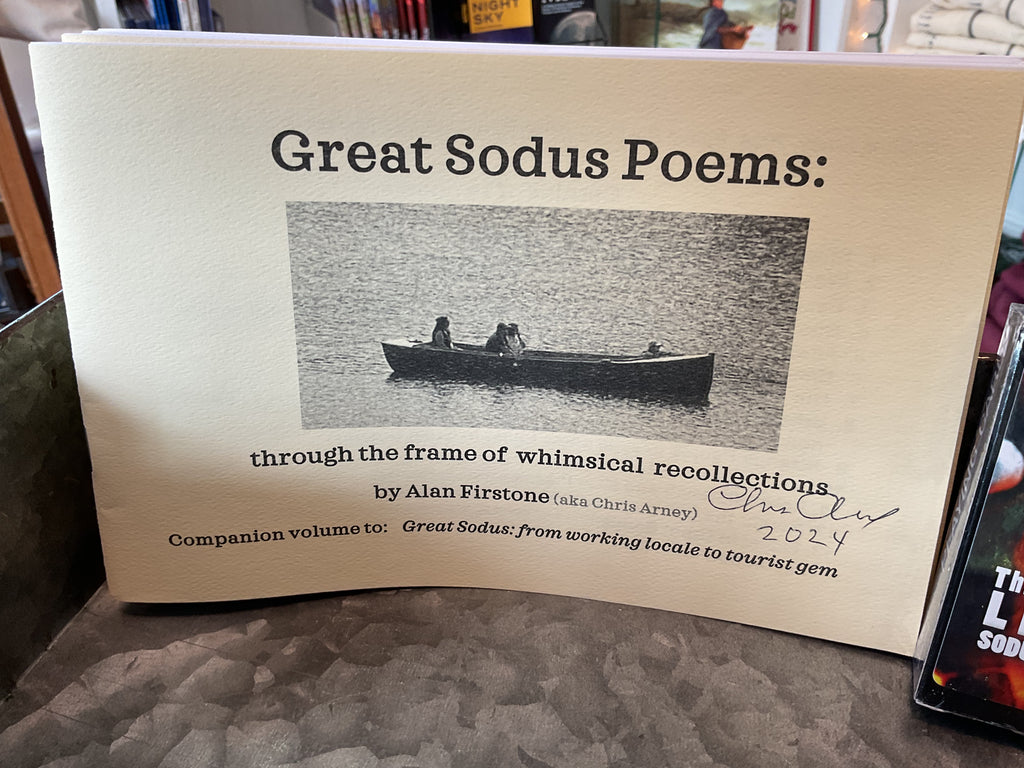 NIGHT
SKY
Great Sodus Poems:
through the frame of whimsical recollections
by Alan Firstone (aka Chris Arney)
2024
Companion volume to: Great Sodus: from working locale to tourist gem